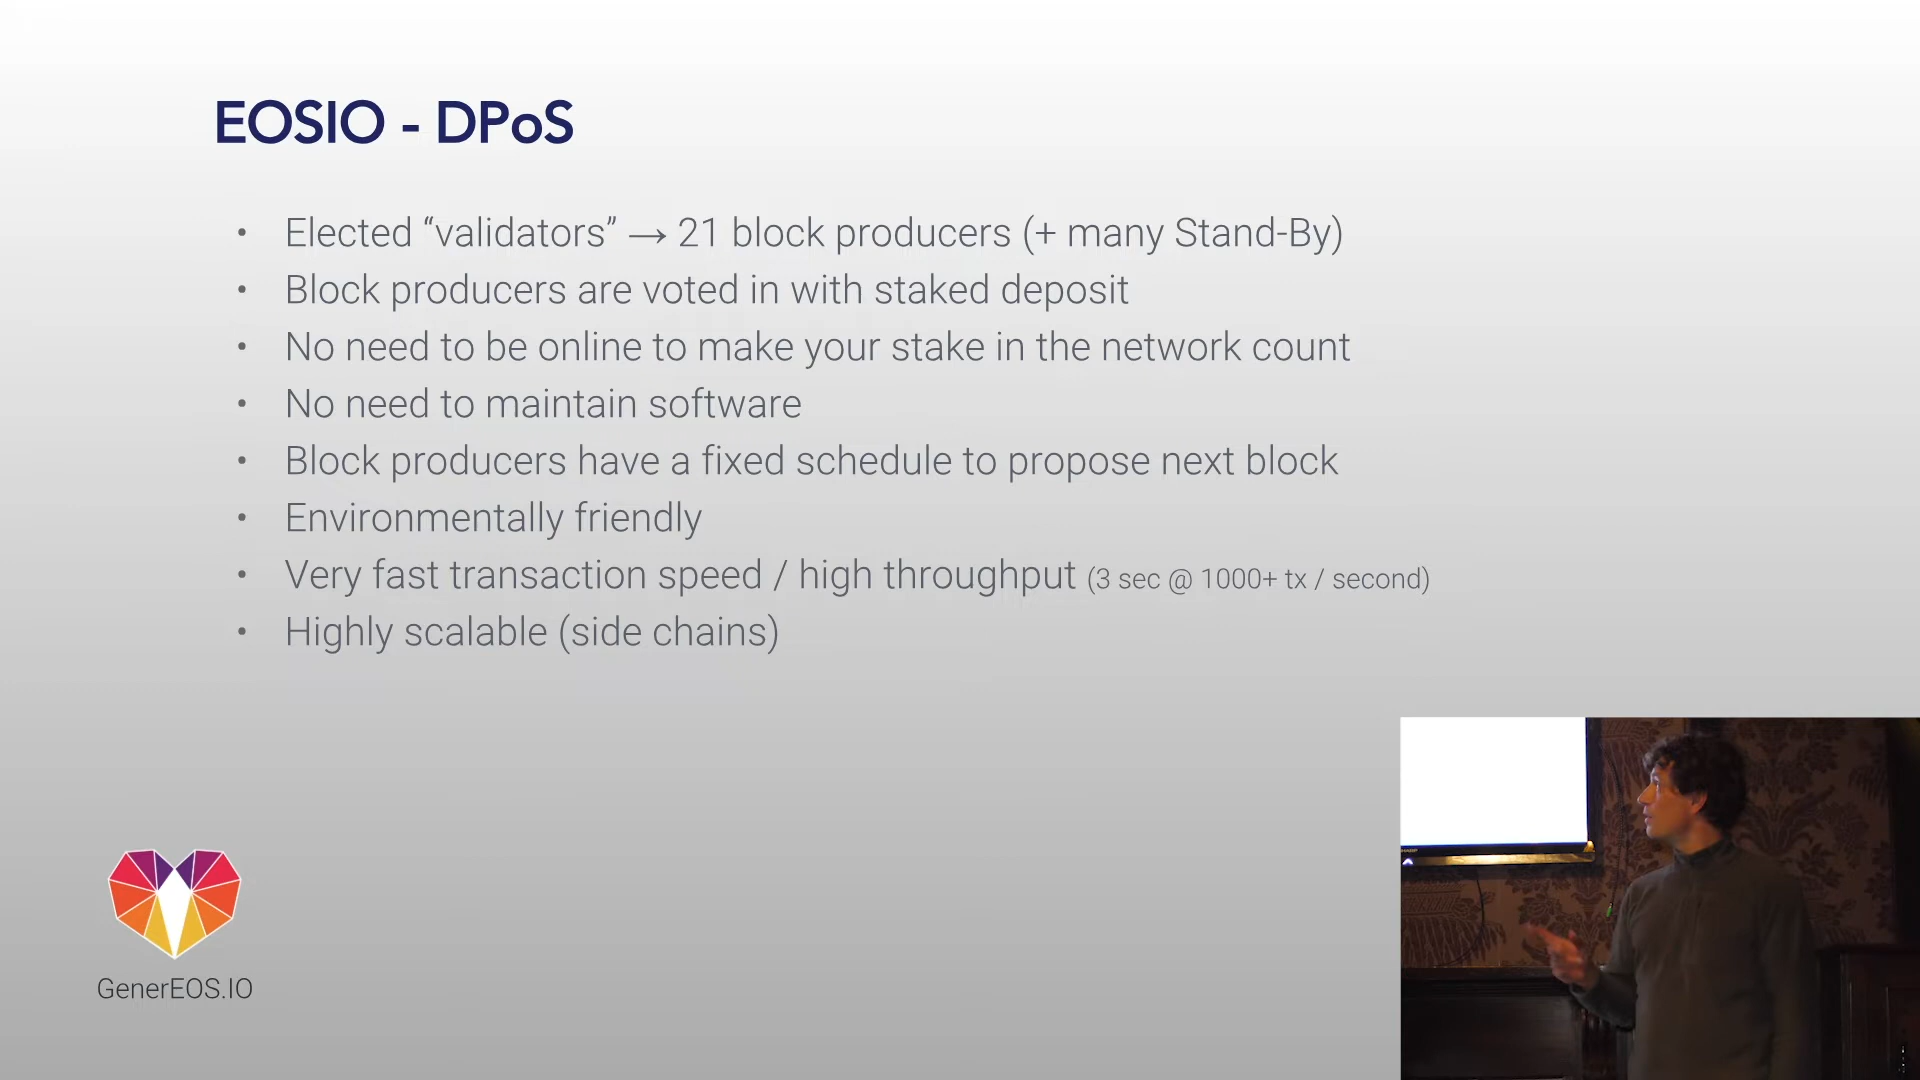 EOSIO - DPoS
• Elected “validators” → 21 block producers (+ many Stand-By)
• Block producers are voted in with staked deposit
• No need to be online to make your stake in the network count
• No need to maintain software
• Block producers have a fixed schedule to propose next block
• Environmentally friendly
• Very fast transaction speed / high throughput (3 sec @ 1000+ tx / second)
• Highly scalable (side chains)
GenerEOS.IO